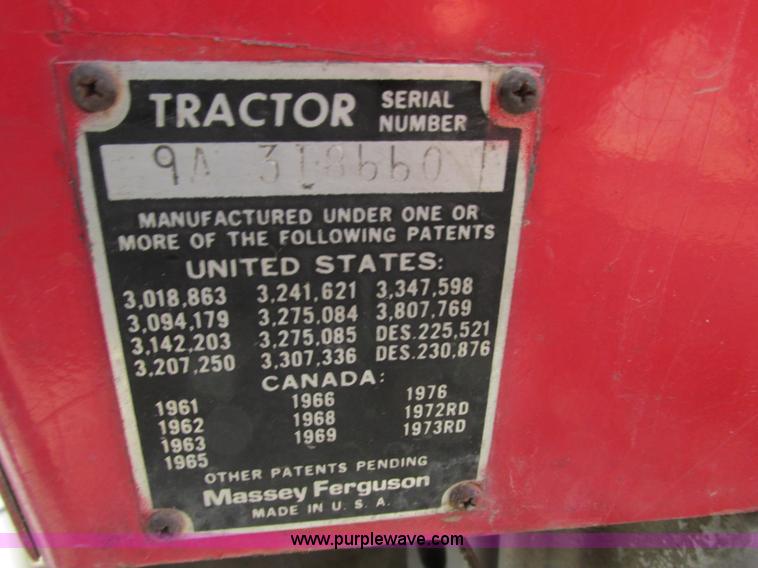 TRACTOR SERIAL NUMBER
9A 318660
MANUFACTURED UNDER ONE OR
MORE OF THE FOLLOWING PATENTS
UNITED STATES:
3,018,863 3,241,621 3,347,598
3,094,179 3,275,084 3,807,769
3,142,203 3,275,085 DES.225,521
3,207,250 3,307,336 DES.230,876
CANADA:
1961 1966 1976
1962 1968 1972RD
1963 1969 1973RD
1965
OTHER PATENTS PENDING
Massey Ferguson
MADE IN U. S. A.
www.purplewave.com